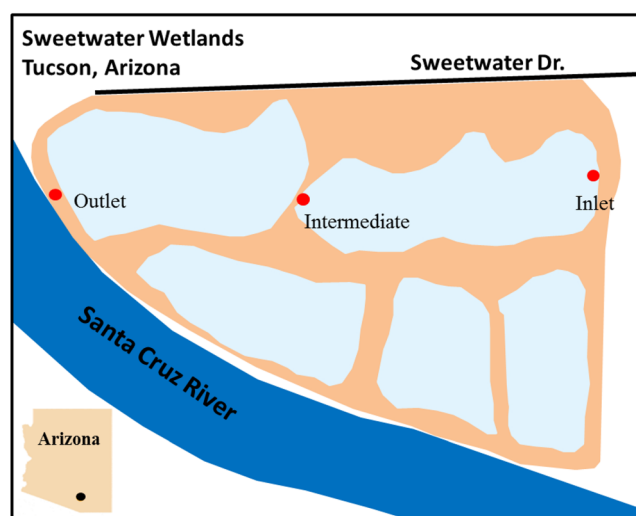 Sweetwater Wetlands
Tucson, Arizona
Sweetwater Dr.
Outlet
Intermediate
Inlet
Santa Cruz River
Arizona